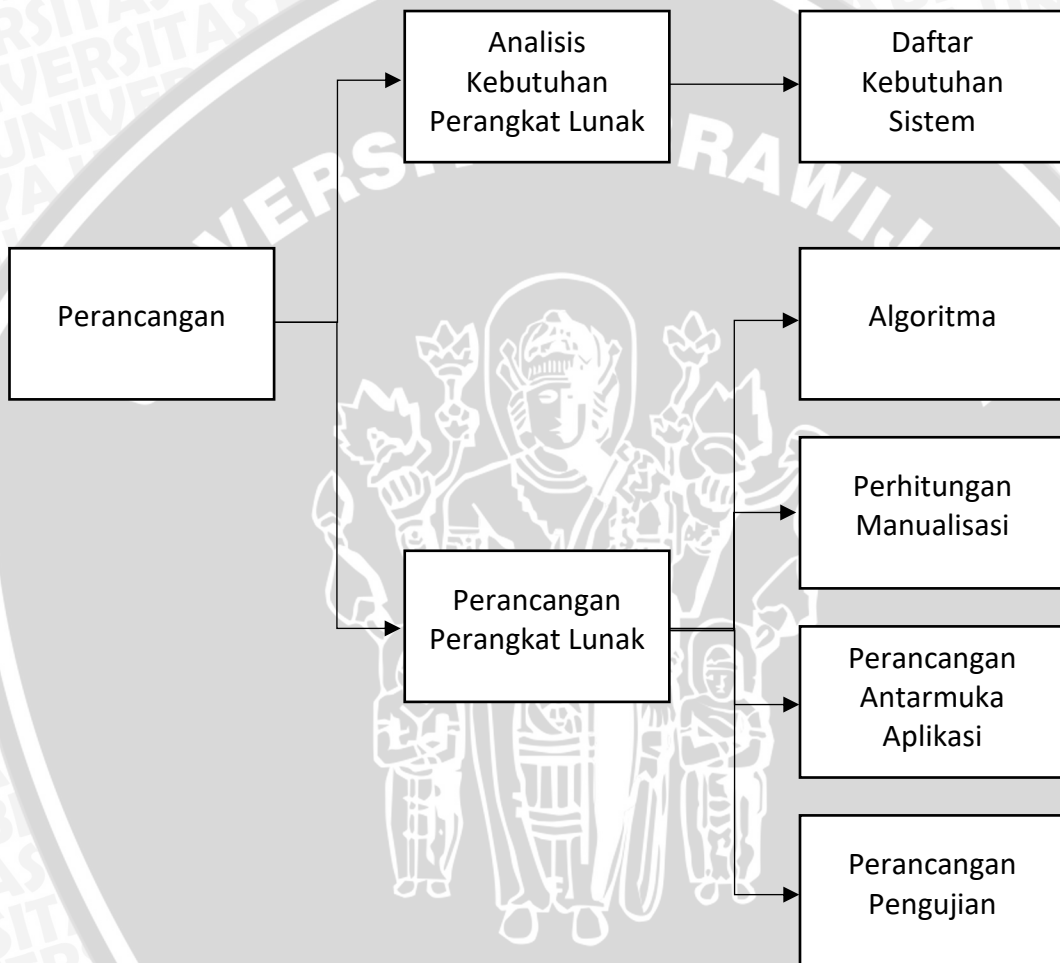 Analisis
Kebutuhan
Perangkat Lunak
Daftar
Kebutuhan
Sistem
Perancangan
Algoritma
Perhitungan
Manualisasi
Perancangan
Perangkat Lunak
Perancangan
Antarmuka
Aplikasi
Perancangan
Pengujian